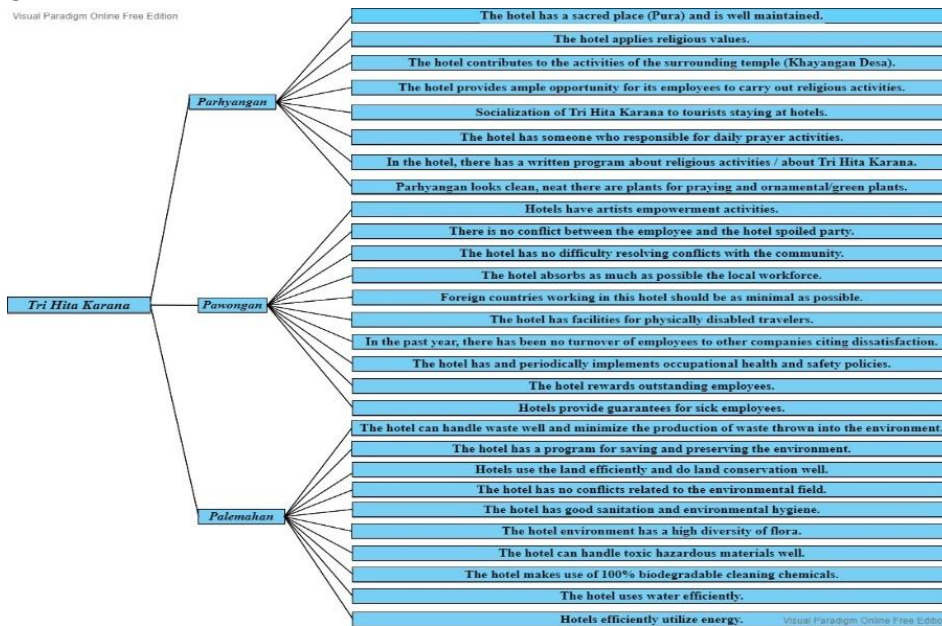 Visual Paradigm Online Free Edition
The hotel has a sacred place (Pura) and is well maintained.
The hotel applies religious values.
The hotel contributes to the activities of the surrounding temple (Khayangan Desa).
The hotel provides ample opportunity for its employees to carry out religious activities.
Parhyangan
Socialization of Tri Hita Karana to tourists staying at hotels.
The hotel has someone who responsible for daily prayer activities.
In the hotel, there has a written program about religious activities / about Tri Hita Karana.
Parhyangan looks clean, neat there are plants for praying and ornamental/green plants.
Hotels have artists empowerment activities.
There is no conflict between the employee and the hotel spoiled party.
The hotel has no difficulty resolving conflicts with the community.
The hotel absorbs as much as possible the local workforce.
Tri Hita Karana
Pawongan
Foreign countries working in this hotel should be as minimal as possible.
The hotel has facilities for physically disabled travelers.
In the past year, there has been no turnover of employees to other companies citing dissatisfaction.
The hotel has and periodically implements occupational health and safety policies.
The hotel rewards outstanding employees.
Hotels provide guarantees for sick employees.
The hotel can handle waste well and minimize the production of waste thrown into the environment.
The hotel has a program for saving and preserving the environment.
Hotels use the land efficiently and do land conservation well.
The hotel has no conflicts related to the environmental field.
Palemahan
The hotel has good sanitation and environmental hygiene.
The hotel environment has a high diversity of flora.
The hotel can handle toxic hazardous materials well.
The hotel makes use of 100% biodegradable cleaning chemicals.
The hotel uses water efficiently.
Hotels efficiently utilize energy.
Visual Paradigm Online Free Editio